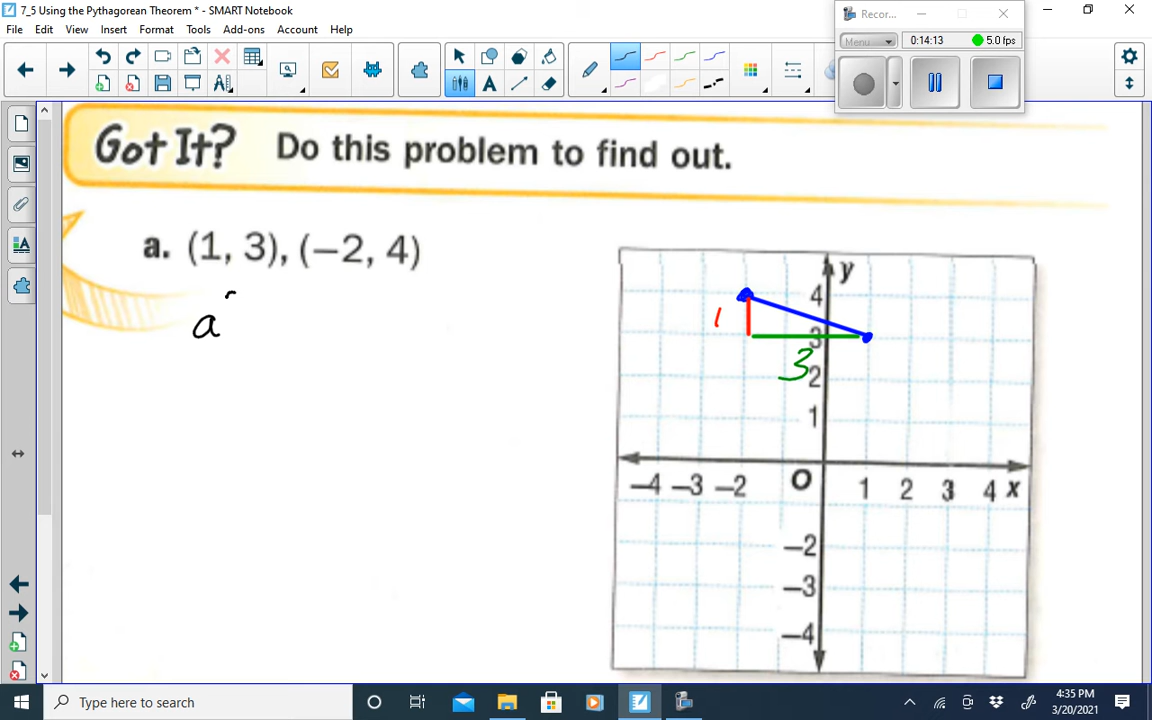 7_5 Using the Pythagorean Theorem * - SMART Notebook
Recor...
File Edit View Insert Format Tools Add-ons Account Help
Menu 0:14:13 5.0 fps
Got It? Do this problem to find out.
a. (1, 3), (−2, 4)
a
y
4
1
3
3
2
1
−4 −3 −2 O 1 2 3 4 x
−2
−3
−4
Type here to search
4:35 PM
3/20/2021